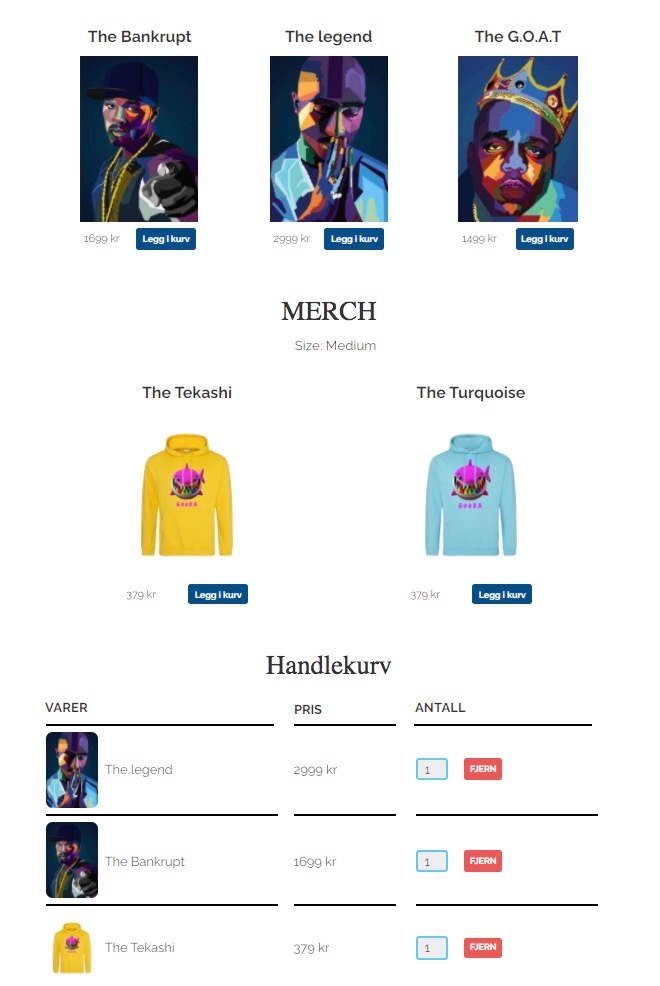 The Bankrupt The legend The G.O.A.T
1699 kr Legg i kurv 2999 kr Legg i kurv 1499 kr Legg i kurv
MERCH
Size: Medium
The Tekashi The Turquoise
GOOBA GOOBA
379 kr Legg i kurv 379 kr Legg i kurv
Handlekurv
VARER PRIS ANTALL
The legend 2999 kr 1 FJERN
The Bankrupt 1699 kr 1 FJERN
The Tekashi 379 kr 1 FJERN